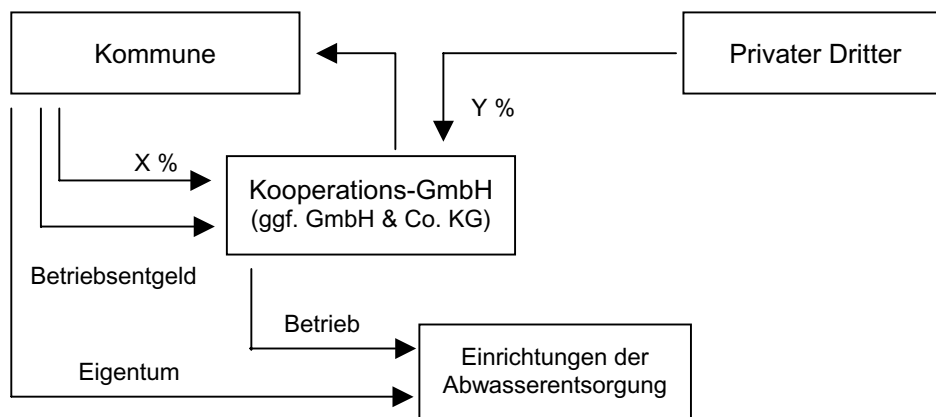 Kommune
Privater Dritter
Y %
X %
Kooperations-GmbH
(ggf. GmbH & Co. KG)
Betriebsentgeld
Betrieb
Einrichtungen der
Abwasserentsorgung
Eigentum